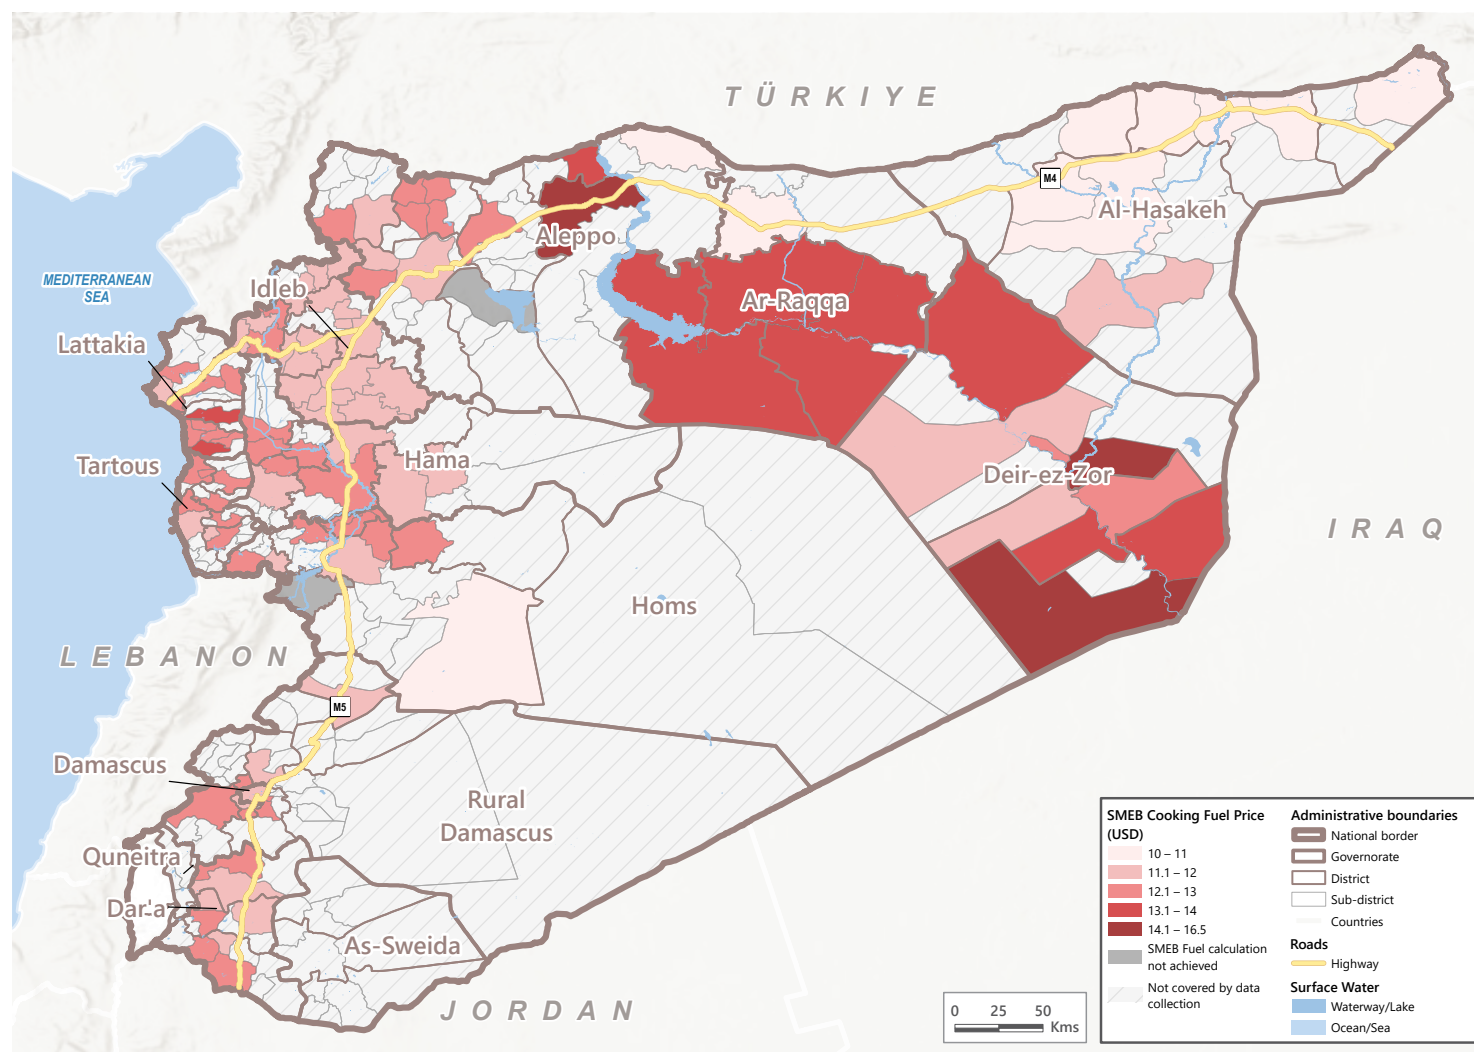 TÜRKIYE
M4
Al-Hasakeh
Aleppo
MEDITERRANEAN
SEA
Idleb
Ar-Raqqa
Lattakia
Hama
Tartous
Deir-ez-Zor
IRAQ
Homs
LEBANON
M5
Damascus
Rural
Damascus
Quneitra
Dar'a
As-Sweida
JORDAN
0 25 50
Kms
SMEB Cooking Fuel Price
(USD)
10 – 11
11.1 – 12
12.1 – 13
13.1 – 14
14.1 – 16.5
SMEB Fuel calculation
not achieved
Not covered by data
collection
Administrative boundaries
National border
Governorate
District
Sub-district
Countries
Roads
Highway
Surface Water
Waterway/Lake
Ocean/Sea